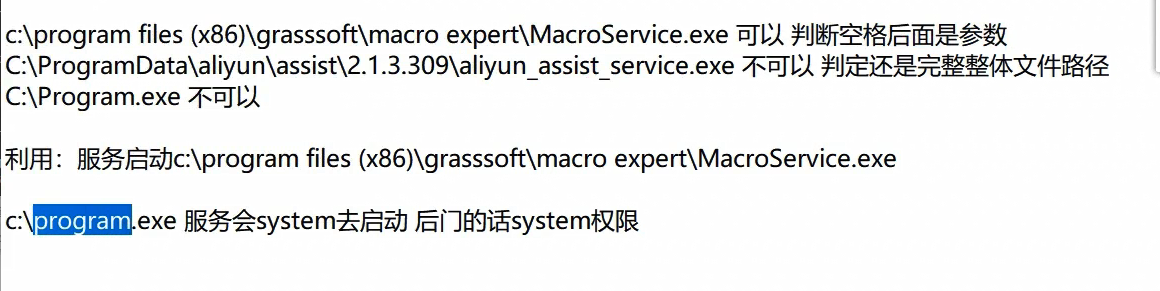 c:\program files (x86)\grasssoft\macro expert\MacroService.exe 可以 判断空格后面是参数
C:\ProgramData\aliyun\assist\2.1.3.309\aliyun_assist_service.exe 不可以 判定还是完整整体文件路径
C:\Program.exe 不可以
利用：服务启动c:\program files (x86)\grasssoft\macro expert\MacroService.exe
c:\program.exe 服务会system去启动 后门的话system权限